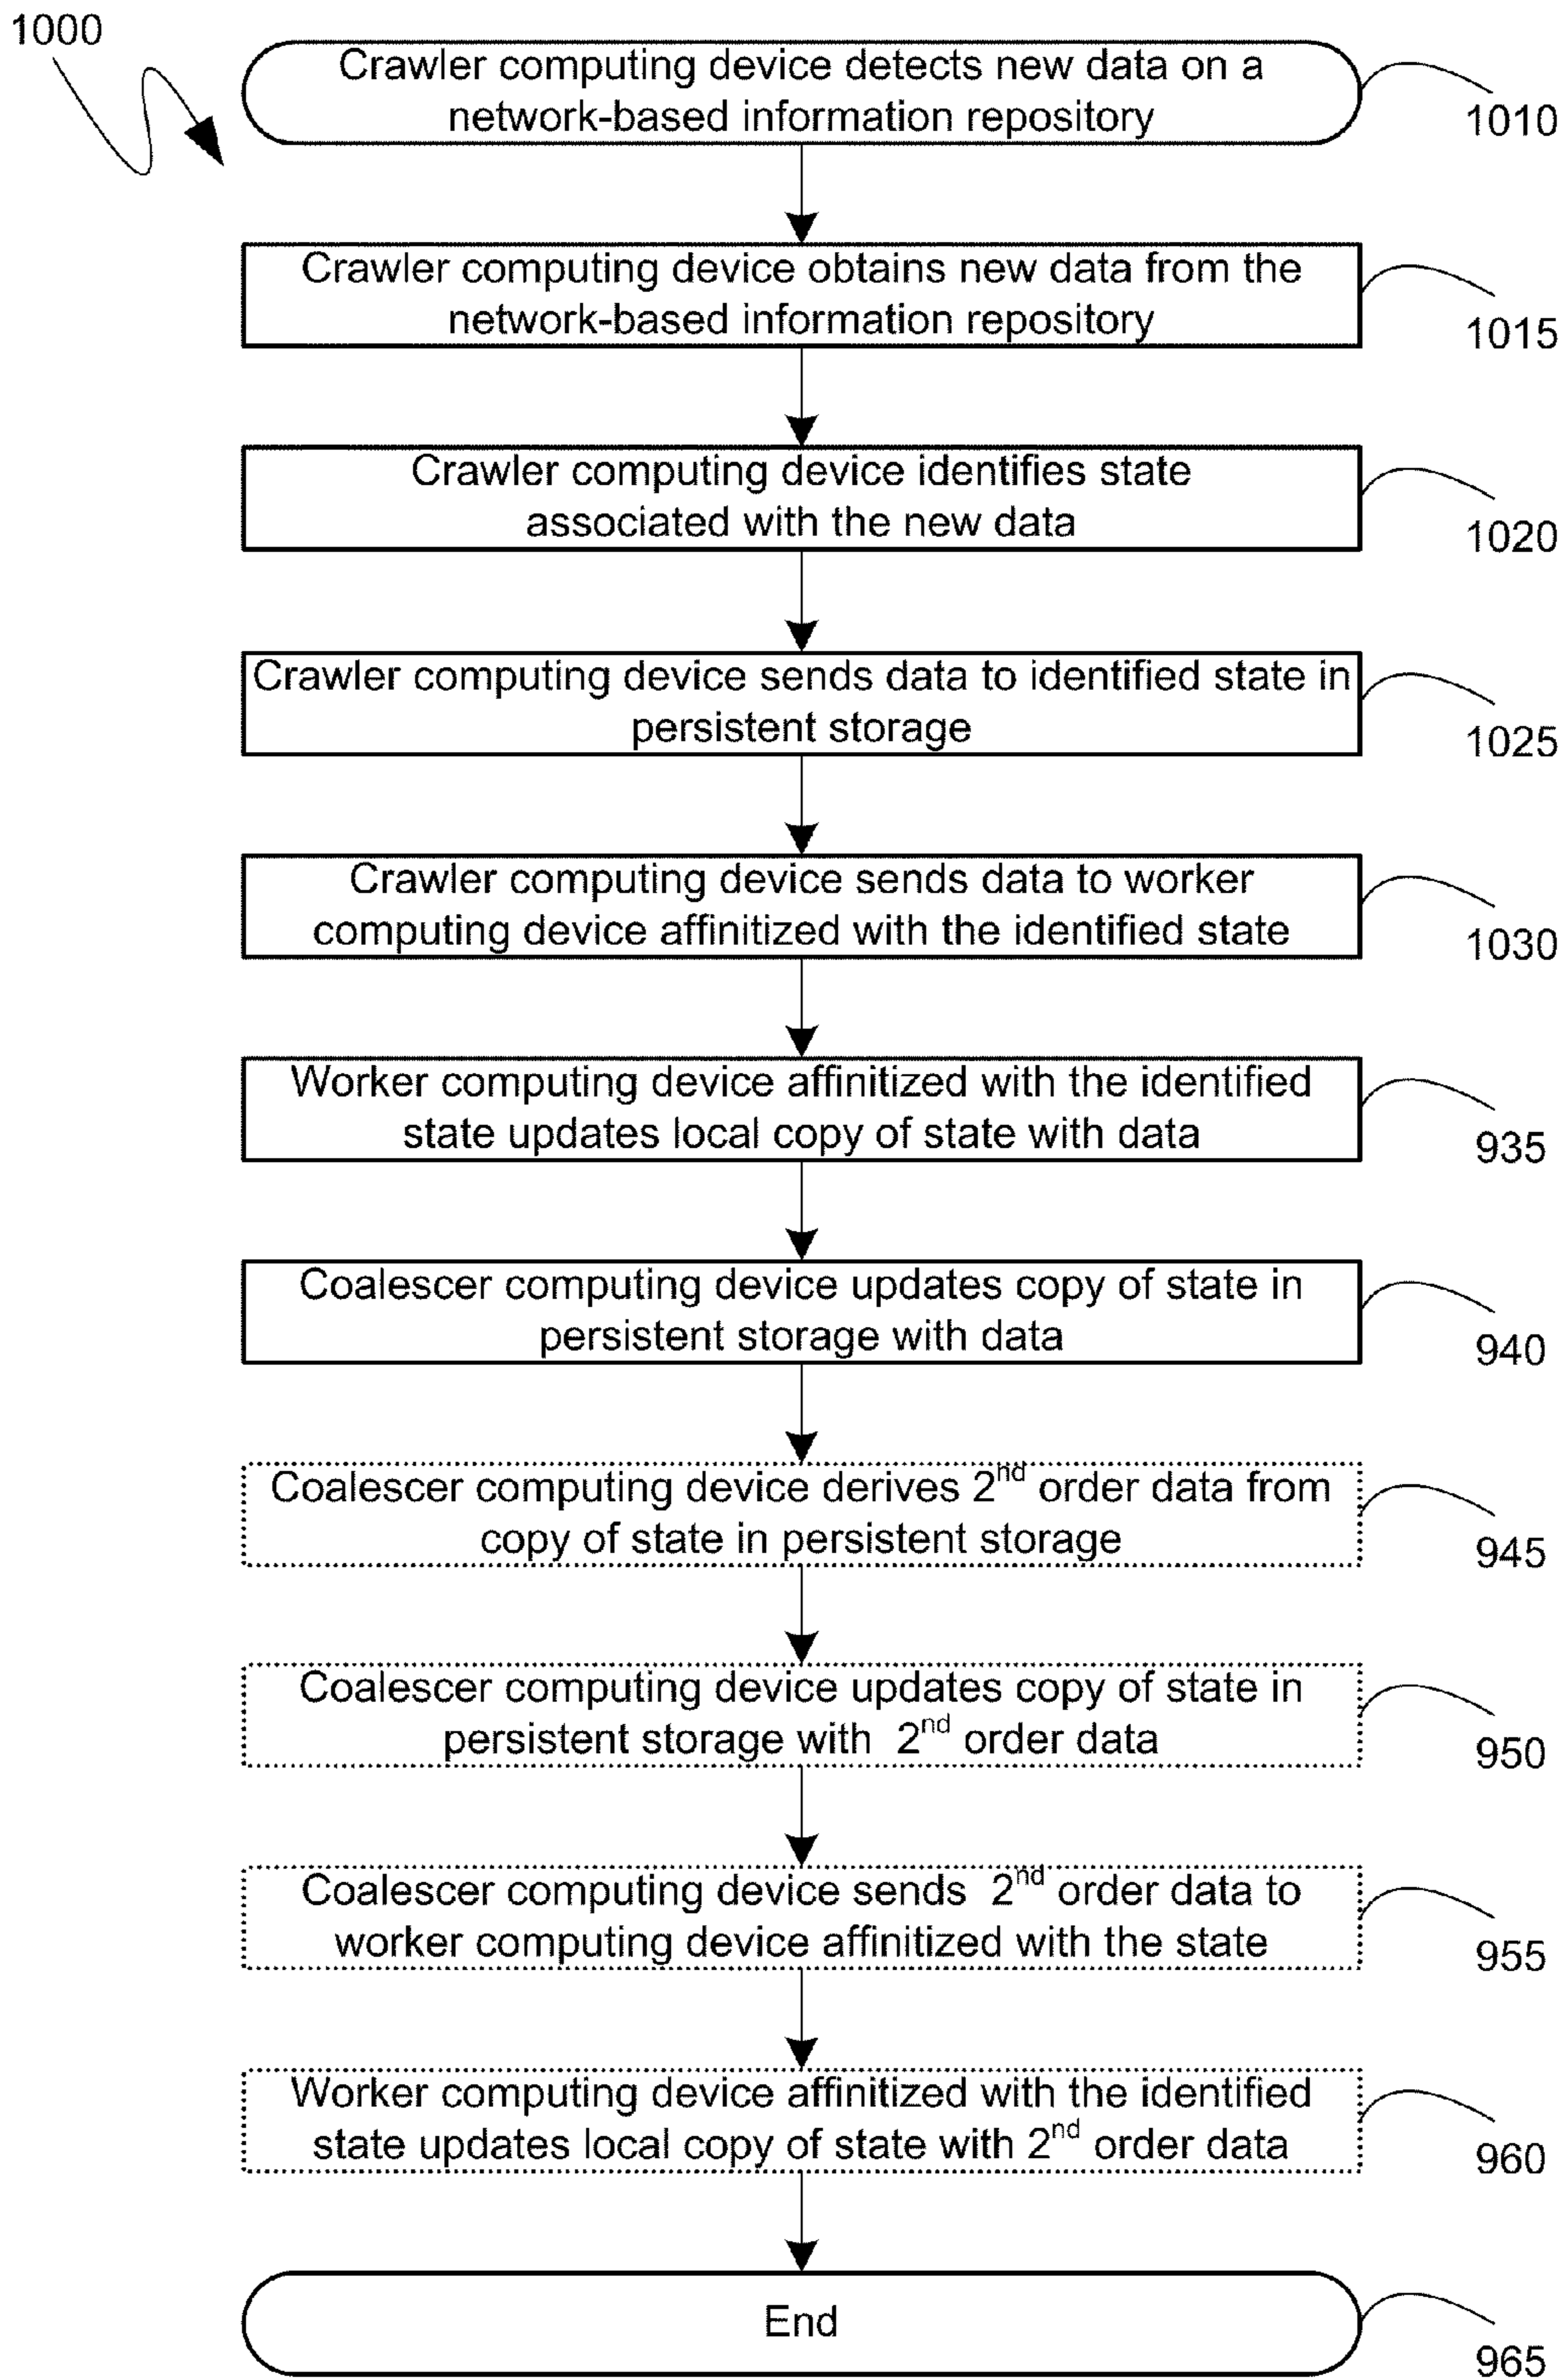 1000
Crawler computing device detects new data on a
network-based information repository
1010
Crawler computing device obtains new data from the
network-based information repository
1015
Crawler computing device identifies state
associated with the new data
1020
Crawler computing device sends data to identified state in
persistent storage
1025
Crawler computing device sends data to worker
computing device affinitized with the identified state
1030
Worker computing device affinitized with the identified
state updates local copy of state with data
935
Coalescer computing device updates copy of state in
persistent storage with data
940
Coalescer computing device derives 2nd order data from
copy of state in persistent storage
945
Coalescer computing device updates copy of state in
persistent storage with 2nd order data
950
Coalescer computing device sends 2nd order data to
worker computing device affinitized with the state
955
Worker computing device affinitized with the identified
state updates local copy of state with 2nd order data
960
End
965